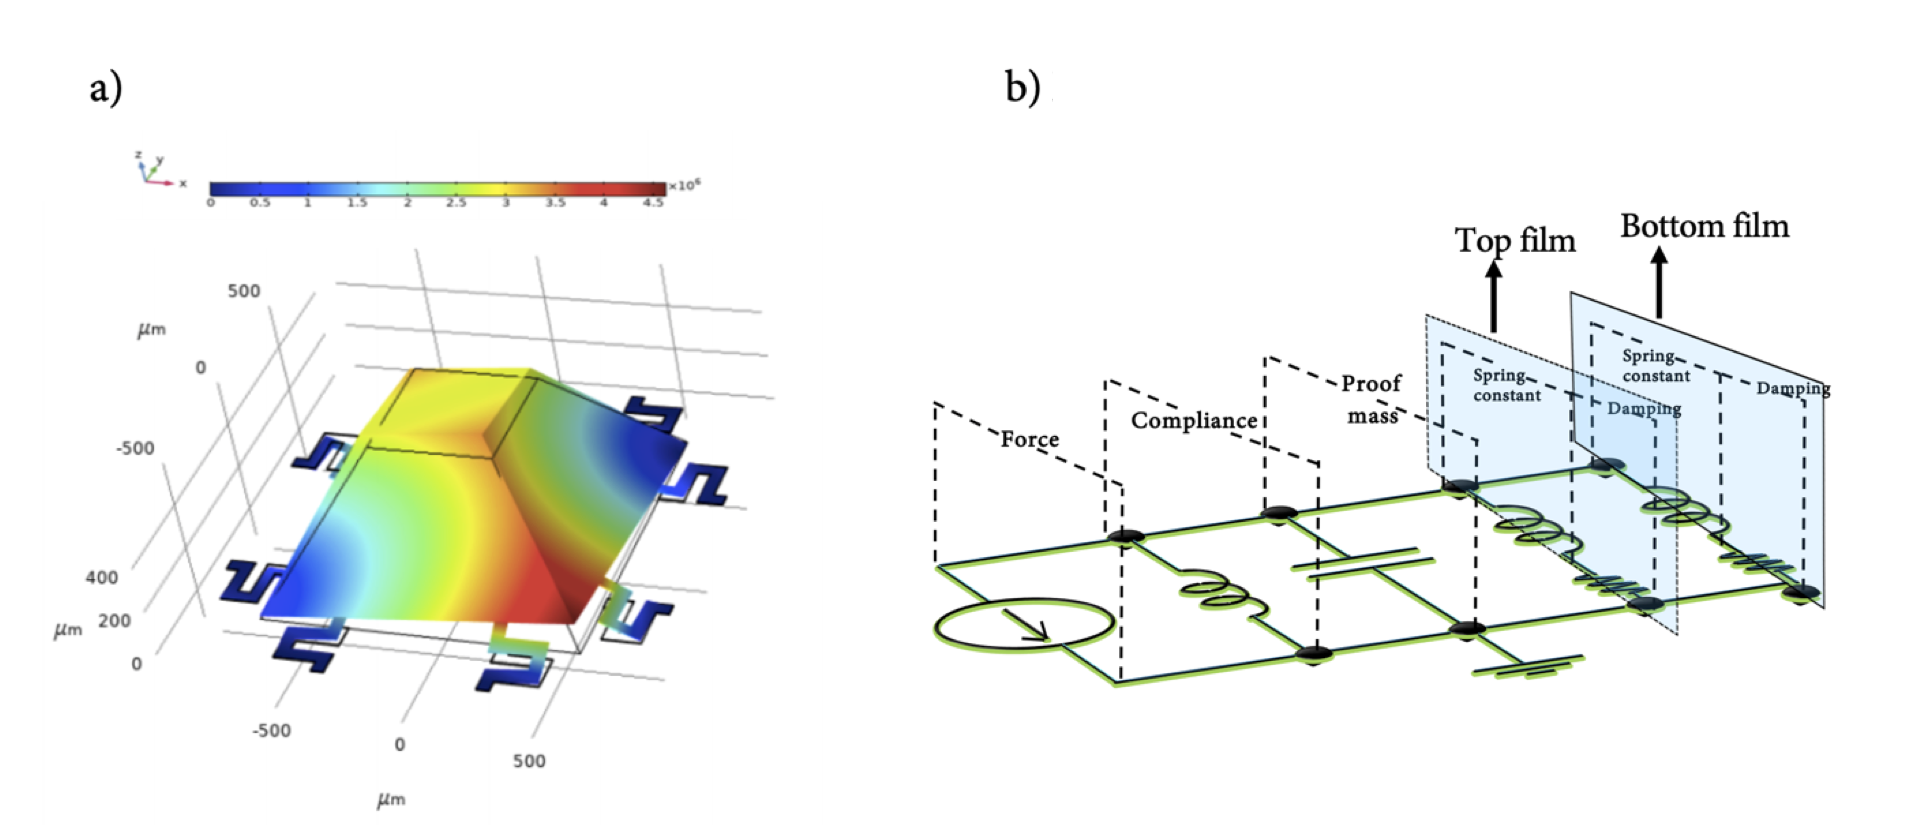 a)
z
y
x
0 0.5 1 1.5 2 2.5 3 3.5 4 4.5 ×10⁶
500
μm
0
-500
400
200
μm
0
-500
0
500
μm
b)
Top film
Bottom film
Force
Compliance
Proof
mass
Spring
constant
Damping
Spring
constant
Damping